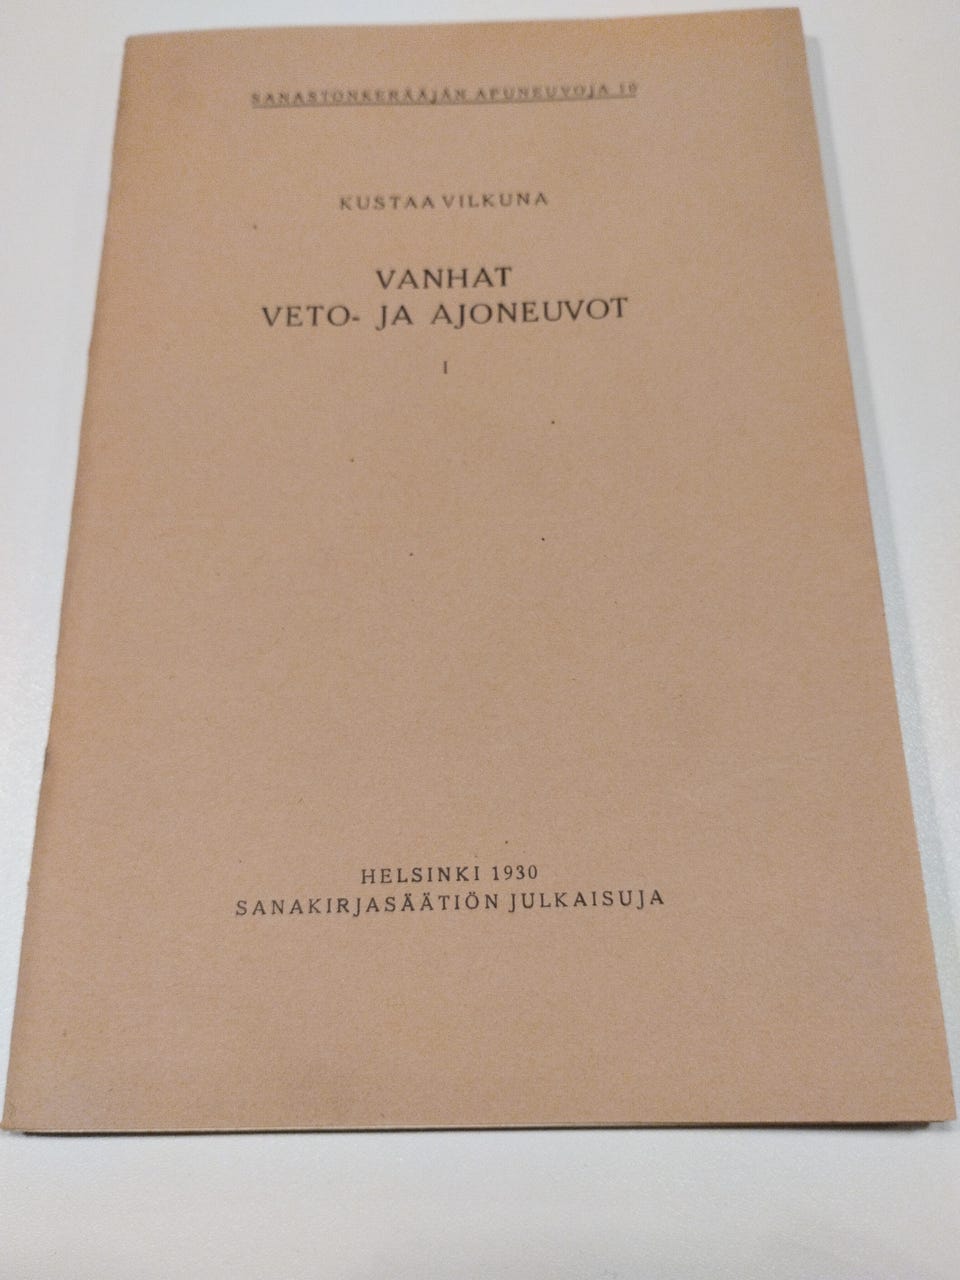 SANASTONKERÄÄJÄN APUNEUVOJA 10
KUSTAA VILKUNA
VANHAT
VETO- JA AJONEUVOT
I
HELSINKI 1930
SANAKIRJASÄÄTIÖN JULKAISUJA